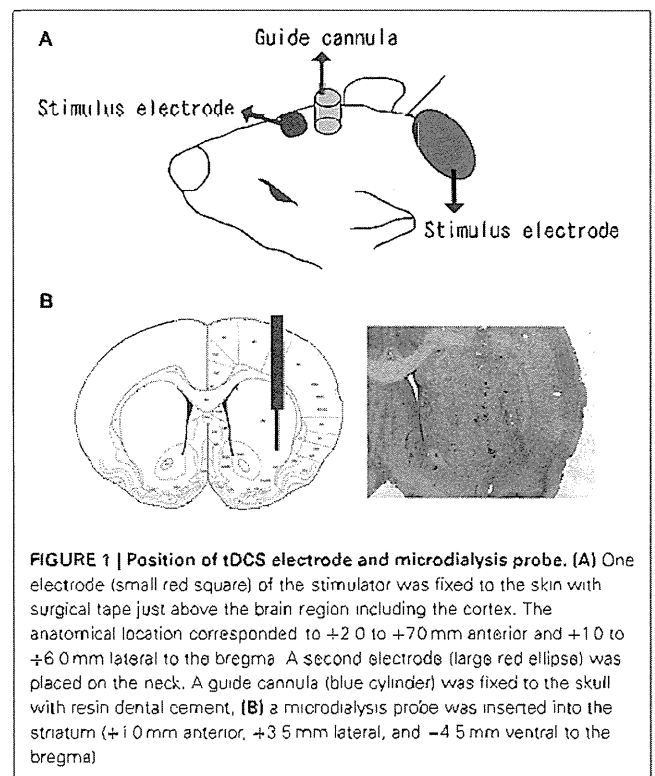 A
Guide cannula
Stimulus electrode
Stimulus electrode
B
FIGURE 1 | Position of tDCS electrode and microdialysis probe. (A) One
electrode (small red square) of the stimulator was fixed to the skin with
surgical tape just above the brain region including the cortex. The
anatomical location corresponded to +2 0 to +70 mm anterior and +1 0 to
+6 0 mm lateral to the bregma A second electrode (large red ellipse) was
placed on the neck. A guide cannula (blue cylinder) was fixed to the skull
with resin dental cement, (B) a microdialysis probe was inserted into the
striatum (+1 0 mm anterior, +3 5 mm lateral, and −4 5 mm ventral to the
bregma)